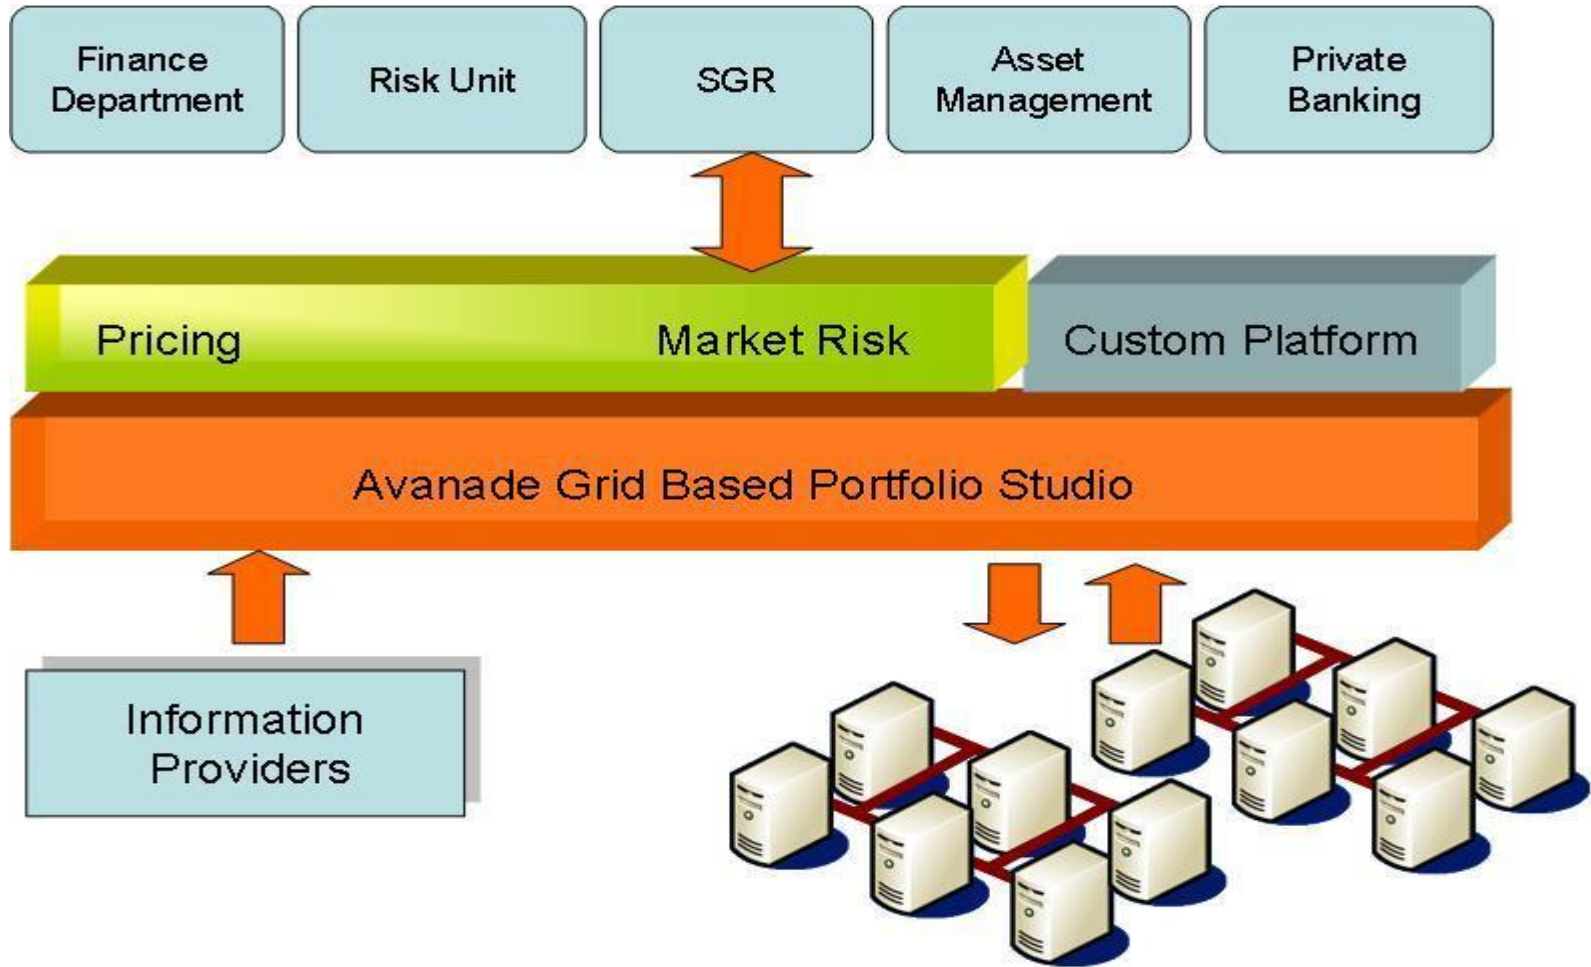 Finance
Department
Risk Unit
SGR
Asset
Management
Private
Banking
Pricing
Market Risk
Custom Platform
Avanade Grid Based Portfolio Studio
Information
Providers